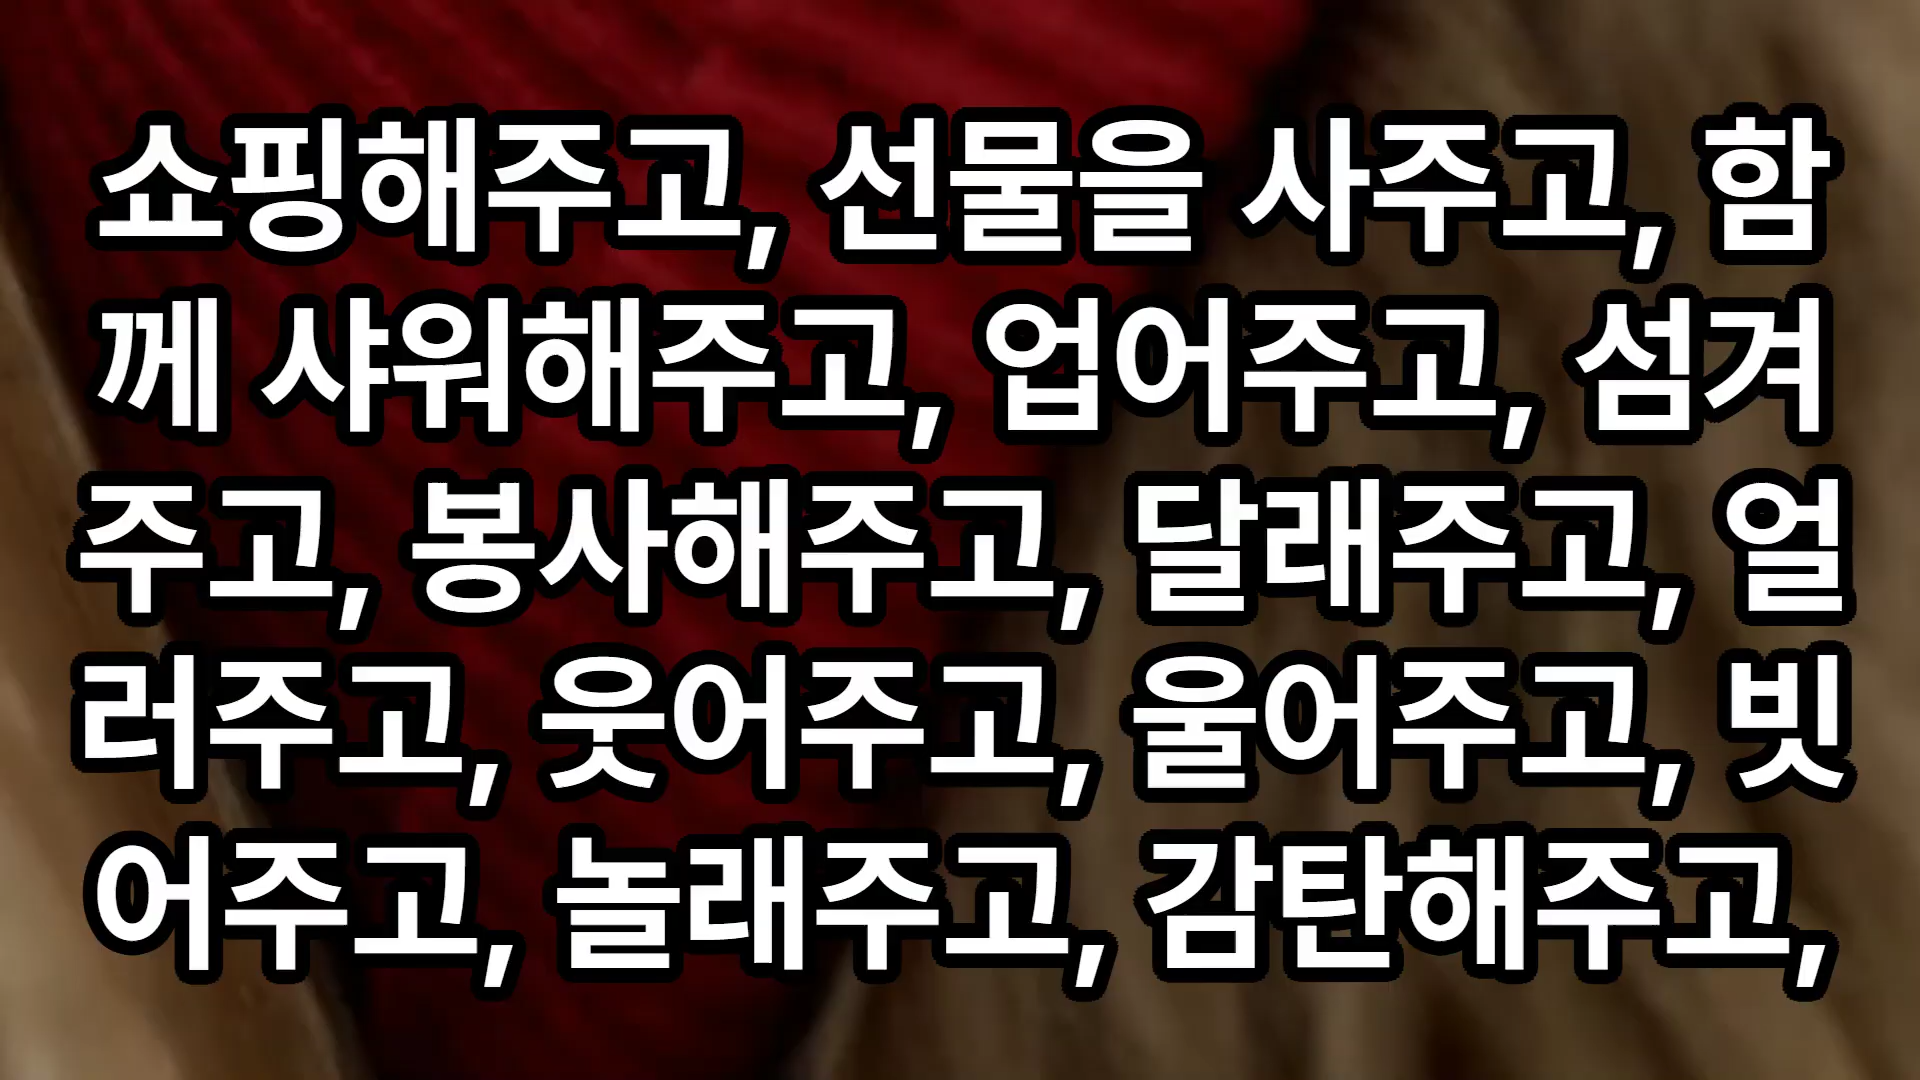 쇼핑해주고, 선물을 사주고, 함
께 샤워해주고, 업어주고, 섬겨
주고, 봉사해주고, 달래주고, 얼
러주고, 웃어주고, 울어주고, 빗
어주고, 놀래주고, 감탄해주고,